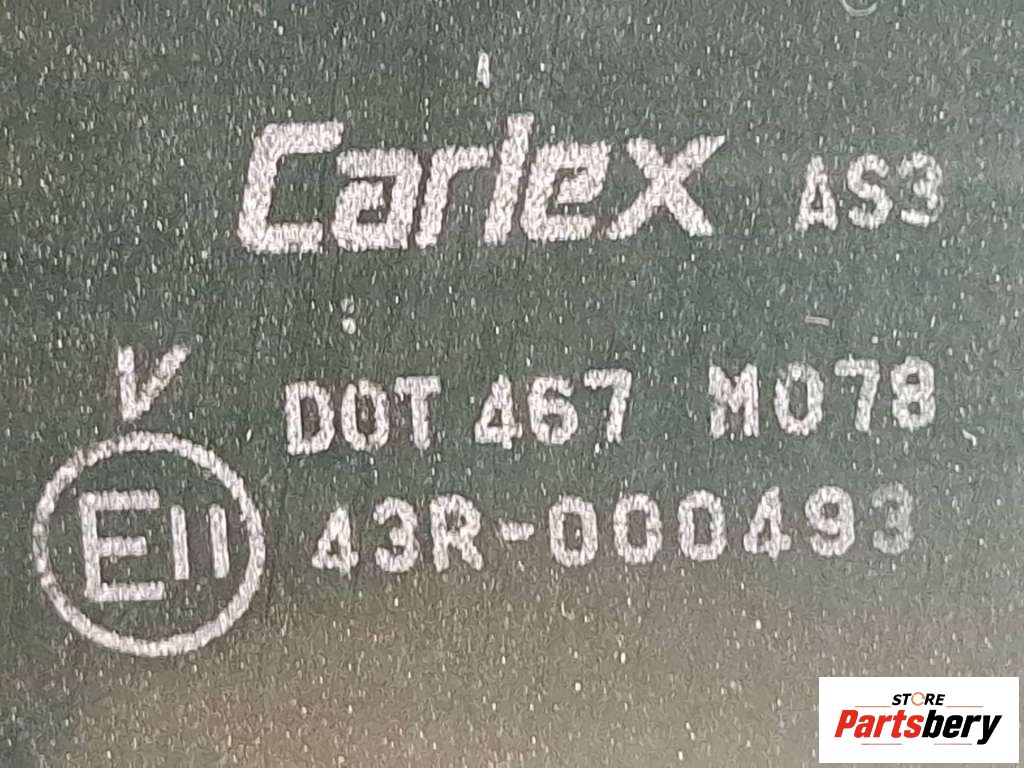 Carlex AS3
V
DOT 467 M078
E11 43R-000493
STORE
Partsbery